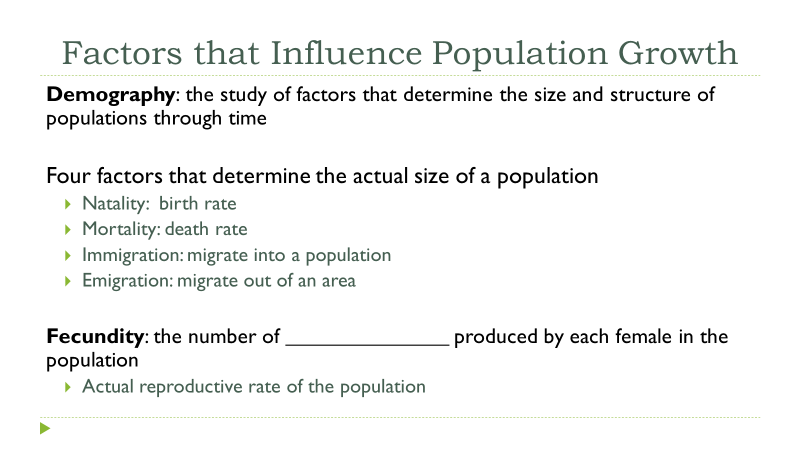 Factors that Influence Population Growth
Demography: the study of factors that determine the size and structure of
populations through time
Four factors that determine the actual size of a population
Natality:  birth rate
Mortality: death rate
Immigration: migrate into a population
Emigration: migrate out of an area
Fecundity: the number of _______________ produced by each female in the
population
Actual reproductive rate of the population